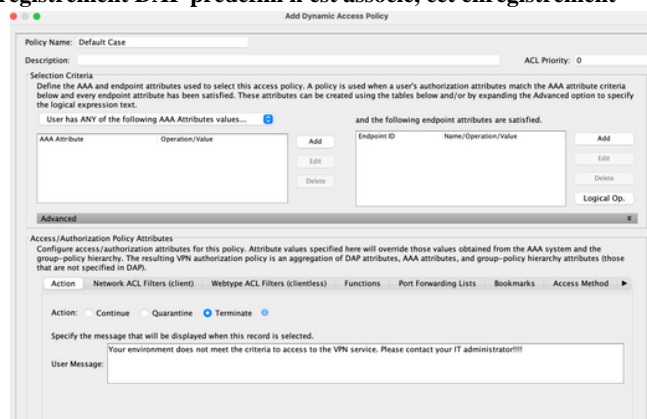 egistrement DAP prédéfini n'est associé, cet enregistrement
Add Dynamic Access Policy
Policy Name: Default Case
Description:
ACL Priority: 0
Selection Criteria
Define the AAA and endpoint attributes used to select this access policy. A policy is used when a user's authorization attributes match the AAA attribute criteria
below and every endpoint attribute has been satisfied. These attributes can be created using the tables below and/or by expanding the Advanced option to specify
the logical expression text.
User has ANY of the following AAA Attributes values...
and the following endpoint attributes are satisfied.
AAA Attribute Operation/Value
Add
Edit
Delete
Endpoint ID Name/Operation/Value
Add
Edit
Delete
Logical Op.
Advanced
Access/Authorization Policy Attributes
Configure access/authorization attributes for this policy. Attribute values specified here will override those values obtained from the AAA system and the
group-policy hierarchy. The resulting VPN authorization policy is an aggregation of DAP attributes, AAA attributes, and group-policy hierarchy attributes (those
that are not specified in DAP).
Action Network ACL Filters (client) Webtype ACL Filters (clientless) Functions Port Forwarding Lists Bookmarks Access Method
Action: Continue Quarantine Terminate
Specify the message that will be displayed when this record is selected.
User Message:
Your environment does not meet the criteria to access to the VPN service. Please contact your IT administrator!!!!